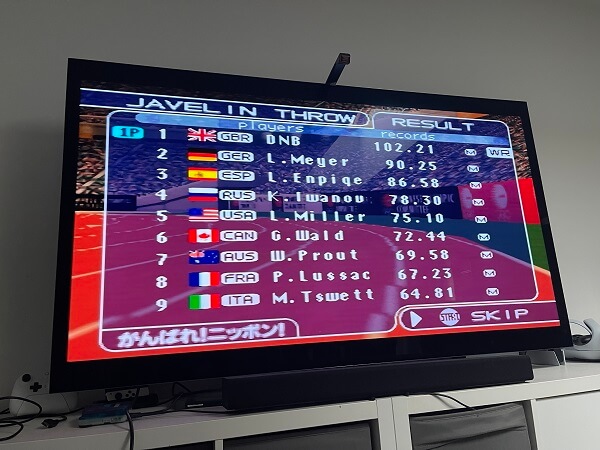 JAVELIN THROW RESULT
players records
1P 1 GBR DNB 102.21 M WR
2 GER L.Meyer 90.25 M
3 ESP L.Enpiqe 86.58 M
4 RUS K.Iwanov 78.30 M
5 USA L.Miller 75.10 M
6 CAN G.Wald 72.44 M
7 AUS W.Prout 69.58 M
8 FRA P.Lussac 67.23 M
9 ITA M.Tswett 64.81 M
がんばれ!ニッポン! START SKIP